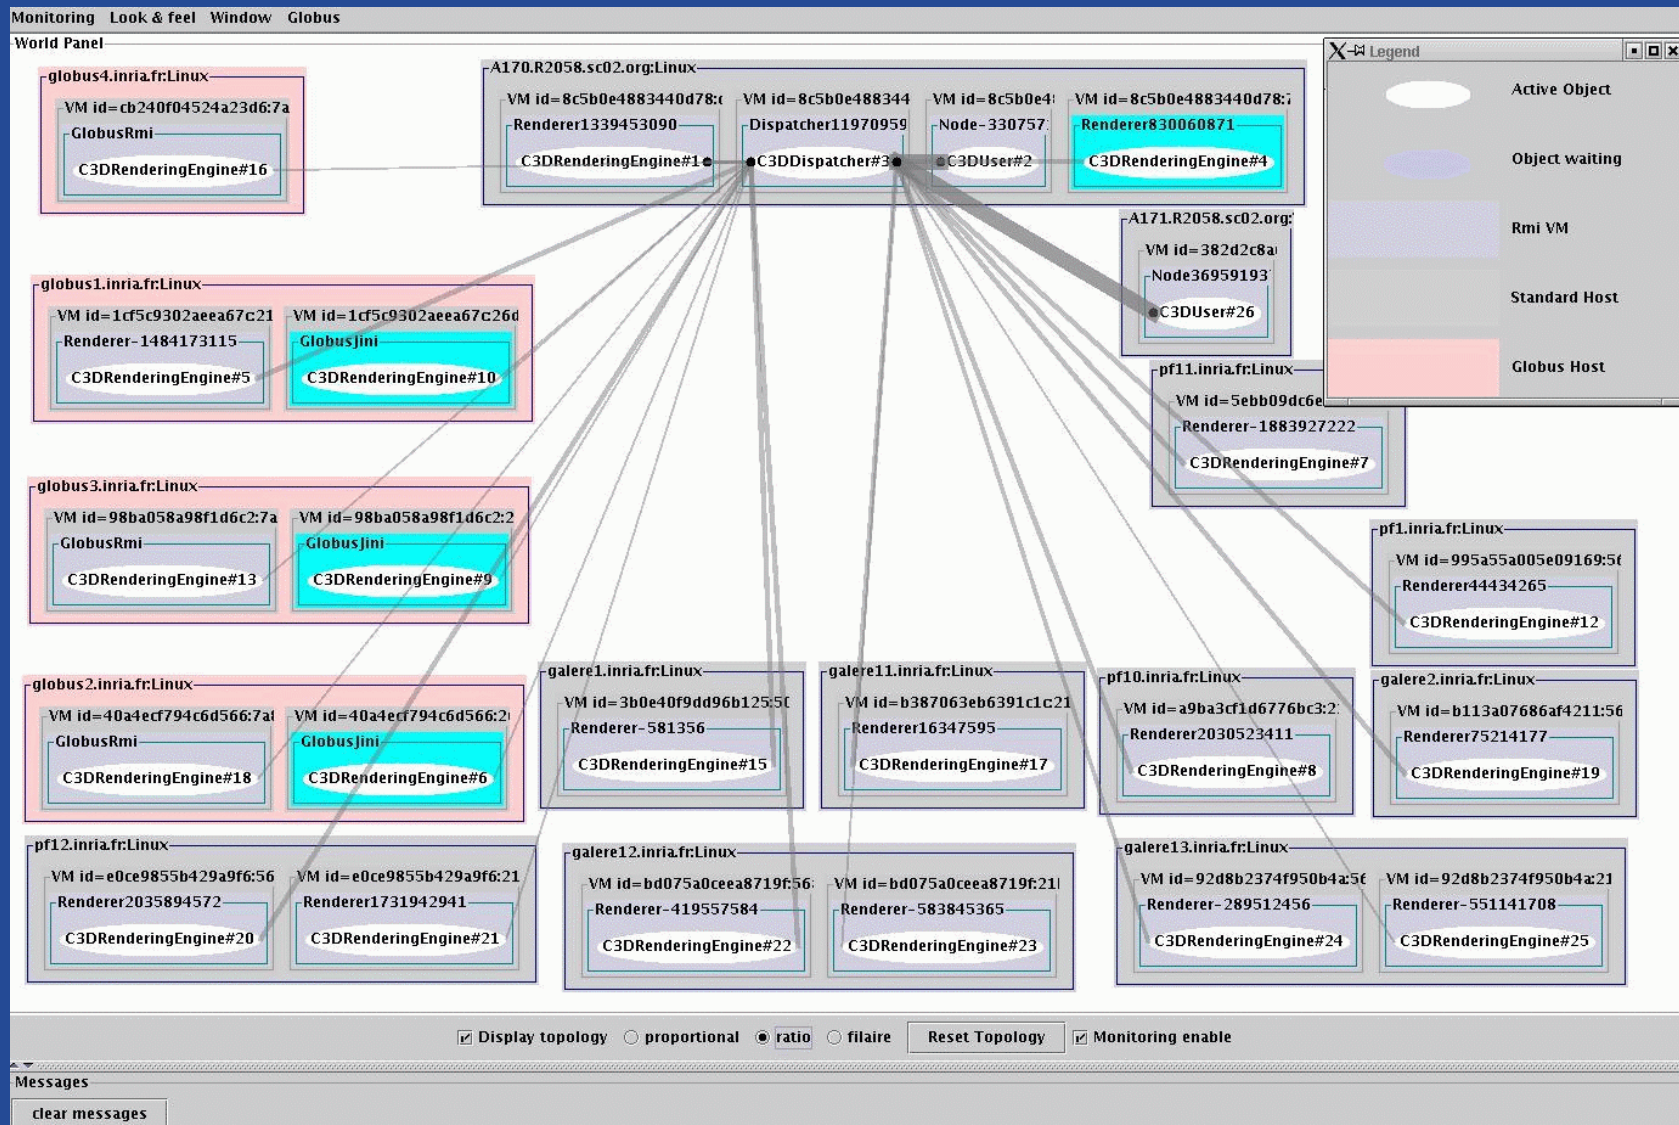 Monitoring Look & feel Window Globus
World Panel
globus4.inria.fr:Linux
VM id=cb240f04524a23d6:7a
GlobusRmi
C3DRenderingEngine#16
A170.R2058.sc02.org:Linux
VM id=8c5b0e4883440d78:
Renderer1339453090
C3DRenderingEngine#1
VM id=8c5b0e488344
Dispatcher11970959
C3DDispatcher#3
VM id=8c5b0e4
Node-330757
C3DUser#2
VM id=8c5b0e4883440d78:
Renderer830060871
C3DRenderingEngine#4
Legend
Active Object
Object waiting
Rmi VM
Standard Host
Globus Host
A171.R2058.sc02.org:
VM id=382d2c8a
Node36959193
C3DUser#26
globus1.inria.fr:Linux
VM id=1cf5c9302aeea67c:21
Renderer-1484173115
C3DRenderingEngine#5
VM id=1cf5c9302aeea67c:26d
GlobusJini
C3DRenderingEngine#10
pf11.inria.fr:Linux
VM id=5ebb09dc6e
Renderer-1883927222
C3DRenderingEngine#7
globus3.inria.fr:Linux
VM id=98ba058a98f1d6c2:7a
GlobusRmi
C3DRenderingEngine#13
VM id=98ba058a98f1d6c2:2
GlobusJini
C3DRenderingEngine#9
pf1.inria.fr:Linux
VM id=995a55a005e09169:56
Renderer44434265
C3DRenderingEngine#12
globus2.inria.fr:Linux
VM id=40a4ecf794c6d566:7a
GlobusRmi
C3DRenderingEngine#18
VM id=40a4ecf794c6d566:2
GlobusJini
C3DRenderingEngine#6
galere1.inria.fr:Linux
VM id=3b0e40f9dd96b125:50
Renderer-581356
C3DRenderingEngine#15
galere11.inria.fr:Linux
VM id=b387063eb6391c1c:21
Renderer16347595
C3DRenderingEngine#17
pf10.inria.fr:Linux
VM id=a9ba3cf1d6776bc3:2
Renderer2030523411
C3DRenderingEngine#8
galere2.inria.fr:Linux
VM id=b113a07686af4211:56
Renderer75214177
C3DRenderingEngine#19
pf12.inria.fr:Linux
VM id=e0ce9855b429a9f6:56
Renderer2035894572
C3DRenderingEngine#20
VM id=e0ce9855b429a9f6:21
Renderer1731942941
C3DRenderingEngine#21
galere12.inria.fr:Linux
VM id=bd075a0ceea8719f:56
Renderer-419557584
C3DRenderingEngine#22
VM id=bd075a0ceea8719f:21
Renderer-583845365
C3DRenderingEngine#23
galere13.inria.fr:Linux
VM id=92d8b2374f950b4a:56
Renderer-289512456
C3DRenderingEngine#24
VM id=92d8b2374f950b4a:21
Renderer-551141708
C3DRenderingEngine#25
Display topology proportional ratio filaire Reset Topology Monitoring enable
Messages
clear messages